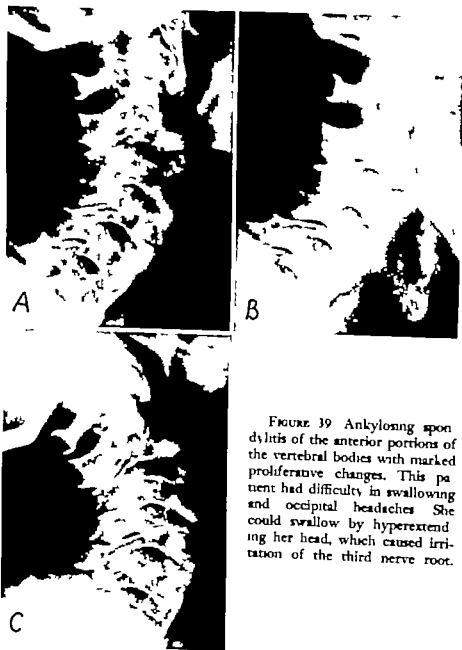 A
B
C
FIGURE 39 Ankylosing spon
dylitis of the anterior portions of
the vertebral bodies with marked
proliferative changes. This pa
tient had difficulty in swallowing
and occipital headaches She
could swallow by hyperextend
ing her head, which caused irri-
tation of the third nerve root.